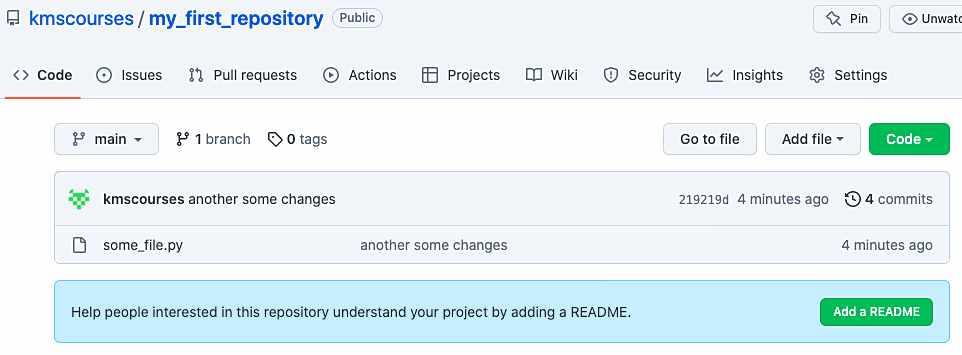 kmscourses / my_first_repository Public Pin
Code Issues Pull requests Actions Projects Wiki Security Insights Settings
main 1 branch 0 tags Go to file Add file Code
kmscourses another some changes 219219d 4 minutes ago 4 commits
some_file.py another some changes 4 minutes ago
Help people interested in this repository understand your project by adding a README. Add a README